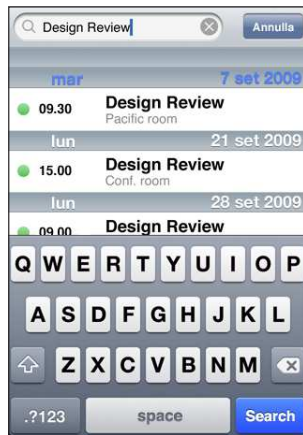 Design Review Annulla
mar 7 set 2009
09.30 Design Review
Pacific room
lun 21 set 2009
15.00 Design Review
Conf. room
lun 28 set 2009
09.00 Design Review
Q W E R T Y U I O P
A S D F G H J K L
Z X C V B N M
.?123 space Search